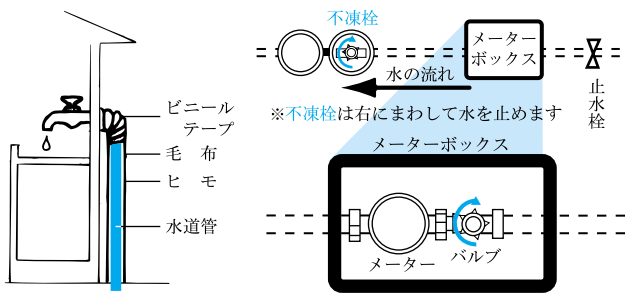 ビニール
テープ
毛 布
ヒ モ
水道管
不凍栓
メーター
ボックス
水の流れ
止水栓
※不凍栓は右にまわして水を止めます
メーターボックス
メーター
バルブ